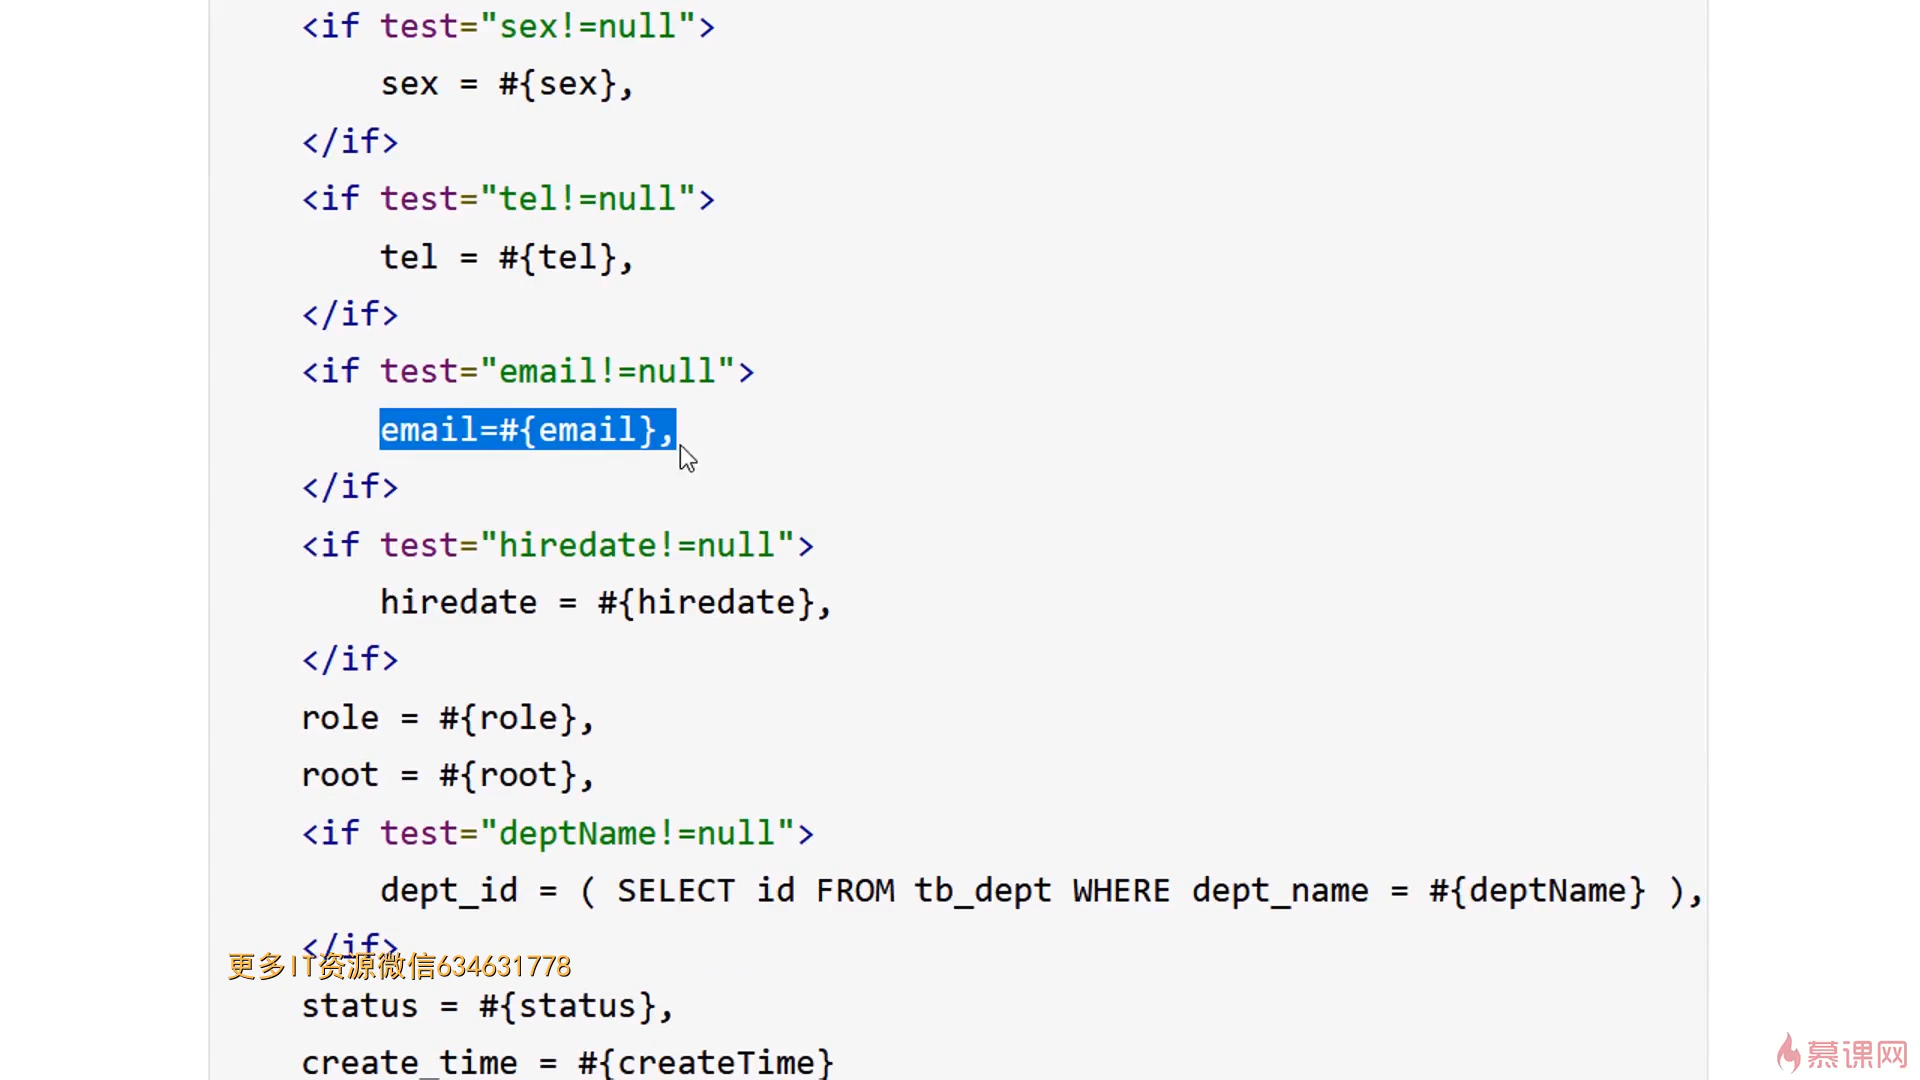 <if test="sex!=null">
sex = #{sex},
</if>
<if test="tel!=null">
tel = #{tel},
</if>
<if test="email!=null">
email=#{email},
</if>
<if test="hiredate!=null">
hiredate = #{hiredate},
</if>
role = #{role},
root = #{root},
<if test="deptName!=null">
dept_id = ( SELECT id FROM tb_dept WHERE dept_name = #{deptName} ),
</if>
更多IT资源微信634631778
status = #{status},
create_time = #{createTime}
慕课网